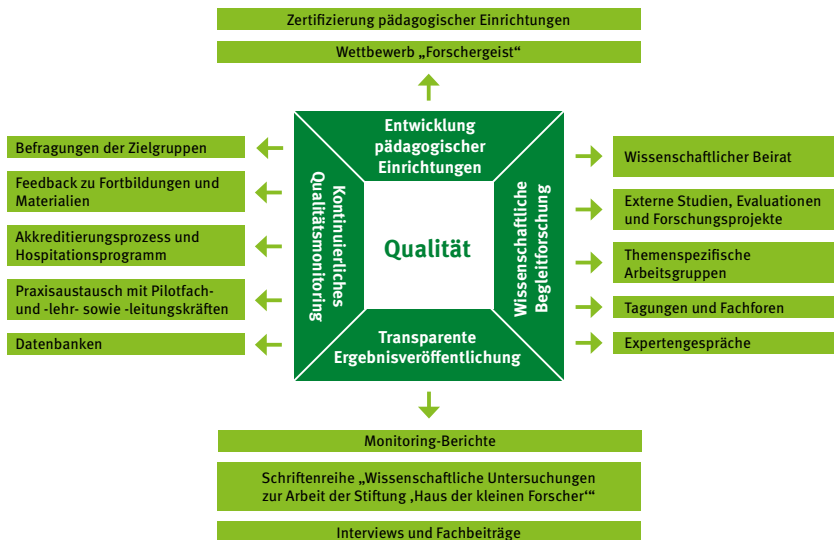 Zertifizierung pädagogischer Einrichtungen
Wettbewerb „Forschergeist“
Entwicklung
pädagogischer
Einrichtungen
Befragungen der Zielgruppen
Feedback zu Fortbildungen und
Materialien
Akkreditierungsprozess und
Hospitationsprogramm
Praxisaustausch mit Pilotfach-
und -lehr- sowie -leitungskräften
Datenbanken
Kontinuierliches
Qualitätsmonitoring
Qualität
Wissenschaftliche
Begleitforschung
Wissenschaftlicher Beirat
Externe Studien, Evaluationen
und Forschungsprojekte
Themenspezifische
Arbeitsgruppen
Tagungen und Fachforen
Expertengespräche
Transparente
Ergebnisveröffentlichung
Monitoring-Berichte
Schriftenreihe „Wissenschaftliche Untersuchungen
zur Arbeit der Stiftung ‚Haus der kleinen Forscher‘“
Interviews und Fachbeiträge